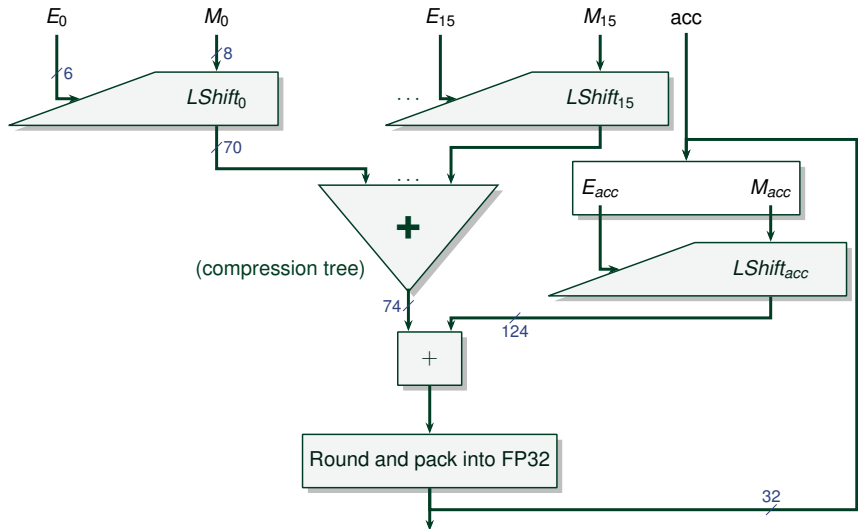 E0 M0 E15 M15 acc
6 8
LShift0 ... LShift15
70
...
Eacc Macc
+
(compression tree)
LShiftacc
74
124
+
Round and pack into FP32
32